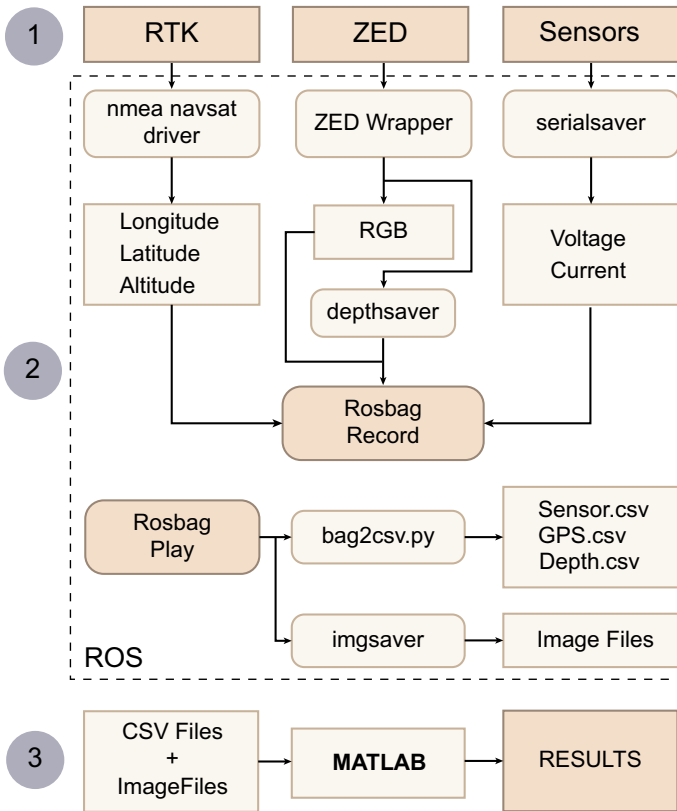 1
RTK
ZED
Sensors
nmea navsat
driver
ZED Wrapper
serialsaver
Longitude
Latitude
Altitude
RGB
Voltage
Current
depthsaver
2
Rosbag
Record
Rosbag
Play
bag2csv.py
Sensor.csv
GPS.csv
Depth.csv
imgsaver
Image Files
ROS
3
CSV Files
+
ImageFiles
MATLAB
RESULTS